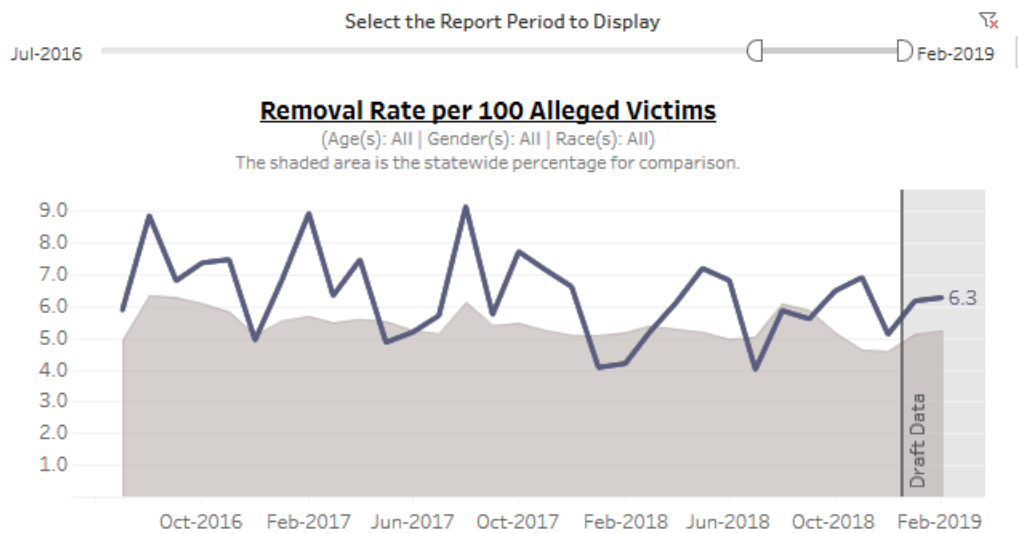 Select the Report Period to Display
Jul-2016
Feb-2019
Removal Rate per 100 Alleged Victims
(Age(s): All | Gender(s): All | Race(s): All)
The shaded area is the statewide percentage for comparison.
9.0
8.0
7.0
6.0
5.0
4.0
3.0
2.0
1.0
6.3
Draft Data
Oct-2016
Feb-2017
Jun-2017
Oct-2017
Feb-2018
Jun-2018
Oct-2018
Feb-2019